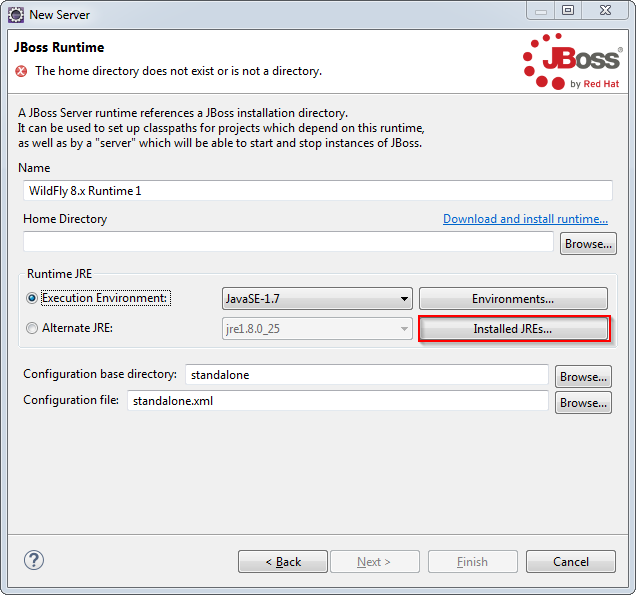 New Server
JBoss Runtime
The home directory does not exist or is not a directory.
JBoss®
by Red Hat
A JBoss Server runtime references a JBoss installation directory.
It can be used to set up classpaths for projects which depend on this runtime,
as well as by a "server" which will be able to start and stop instances of JBoss.
Name
WildFly 8.x Runtime 1
Home Directory
Download and install runtime...
Browse...
Runtime JRE
Execution Environment:
JavaSE-1.7
Environments...
Alternate JRE:
jre1.8.0_25
Installed JREs...
Configuration base directory:
standalone
Browse...
Configuration file:
standalone.xml
Browse...
?
< Back
Next >
Finish
Cancel